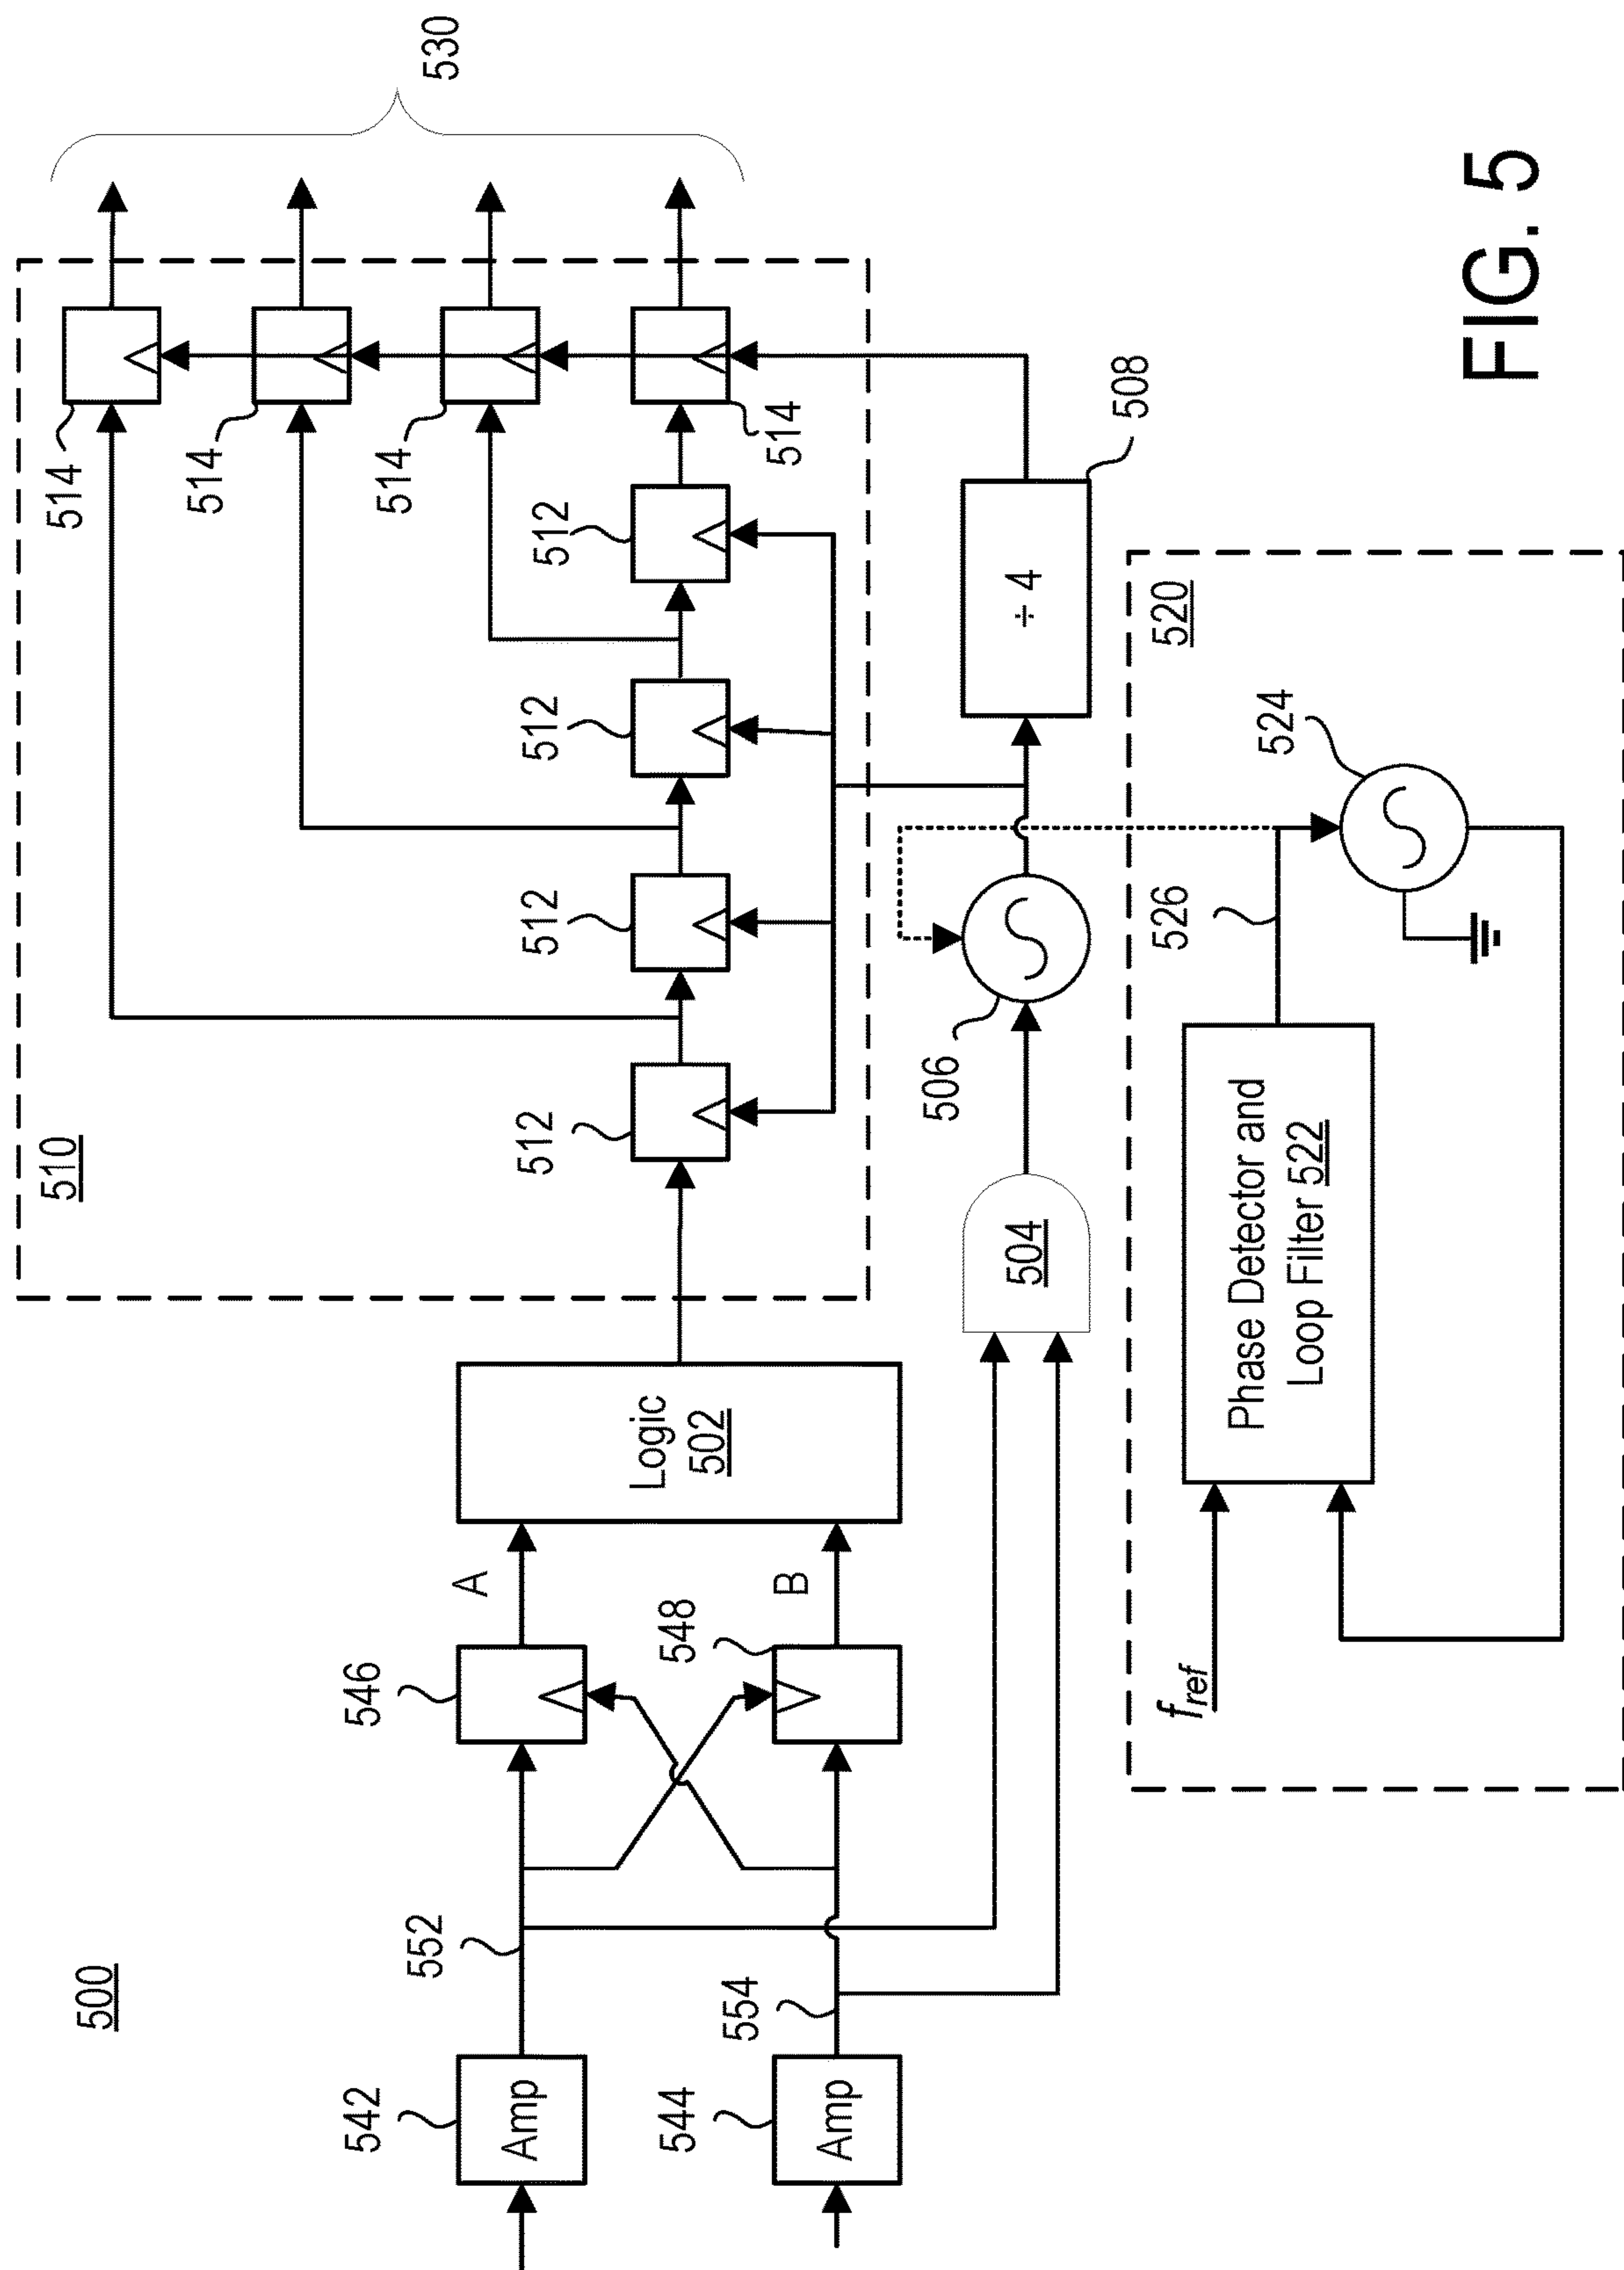 500
542
Amp
544
Amp
552
554
546
548
A
B
Logic
502
504
506
÷ 4
508
510
512
512
512
512
514
514
514
514
530
520
fref
Phase Detector and
Loop Filter 522
526
524
FIG. 5